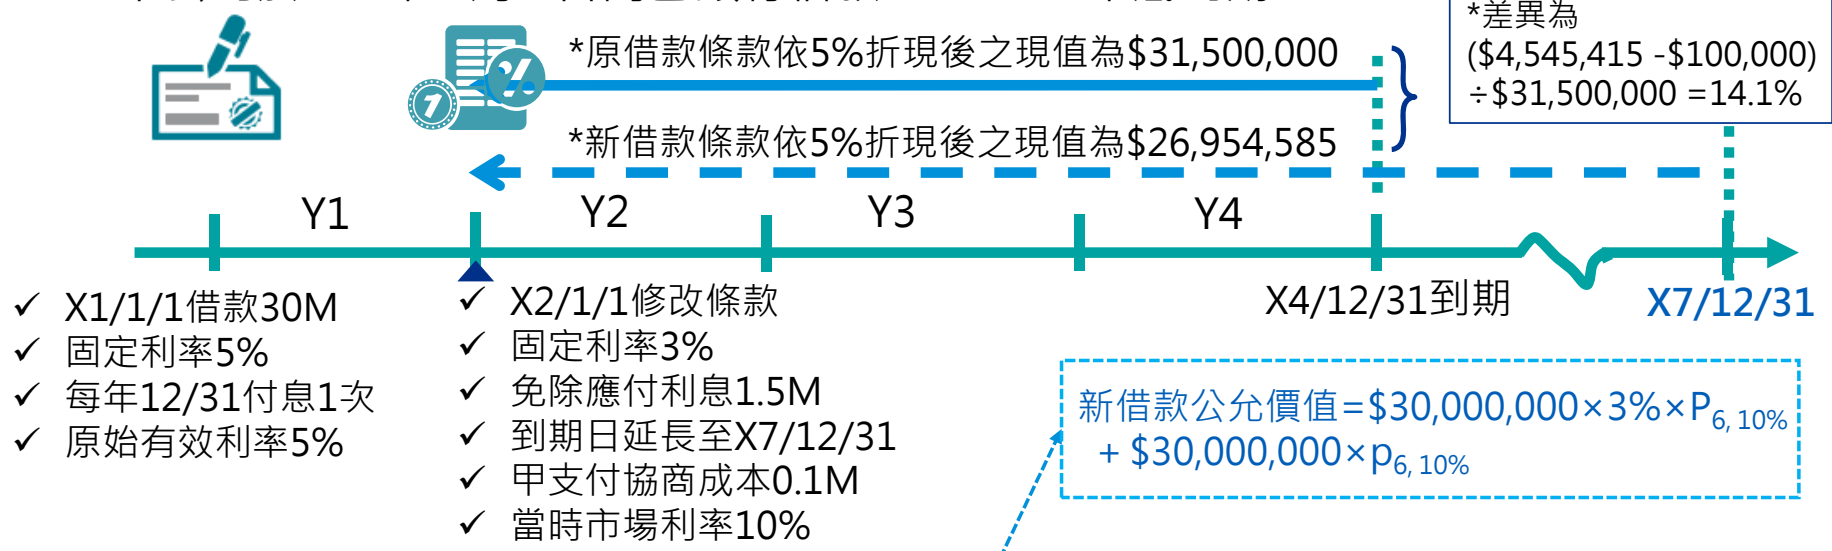 *差異為
($4,545,415 -$100,000)
÷$31,500,000 =14.1%
*原借款條款依5%折現後之現值為$31,500,000
*新借款條款依5%折現後之現值為$26,954,585
Y1
Y2
Y3
Y4
✓ X1/1/1借款30M
✓ 固定利率5%
✓ 每年12/31付息1次
✓ 原始有效利率5%
✓ X2/1/1修改條款
✓ 固定利率3%
✓ 免除應付利息1.5M
✓ 到期日延長至X7/12/31
✓ 甲支付協商成本0.1M
✓ 當時市場利率10%
X4/12/31到期
X7/12/31
新借款公允價值=$30,000,000×3%×P6, 10%
+ $30,000,000×p6, 10%